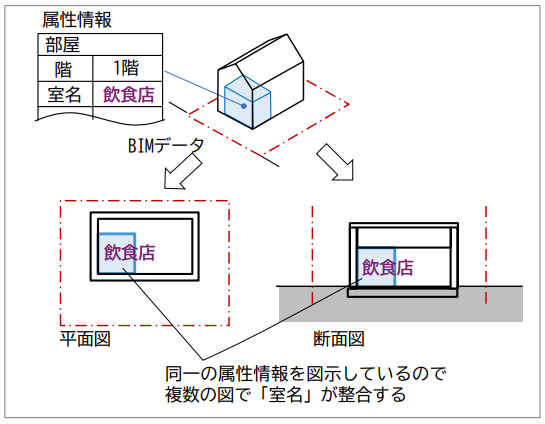 属性情報
部屋
階 1階
室名 飲食店
BIMデータ
飲食店
飲食店
平面図
断面図
同一の属性情報を図示しているので
複数の図で「室名」が整合する